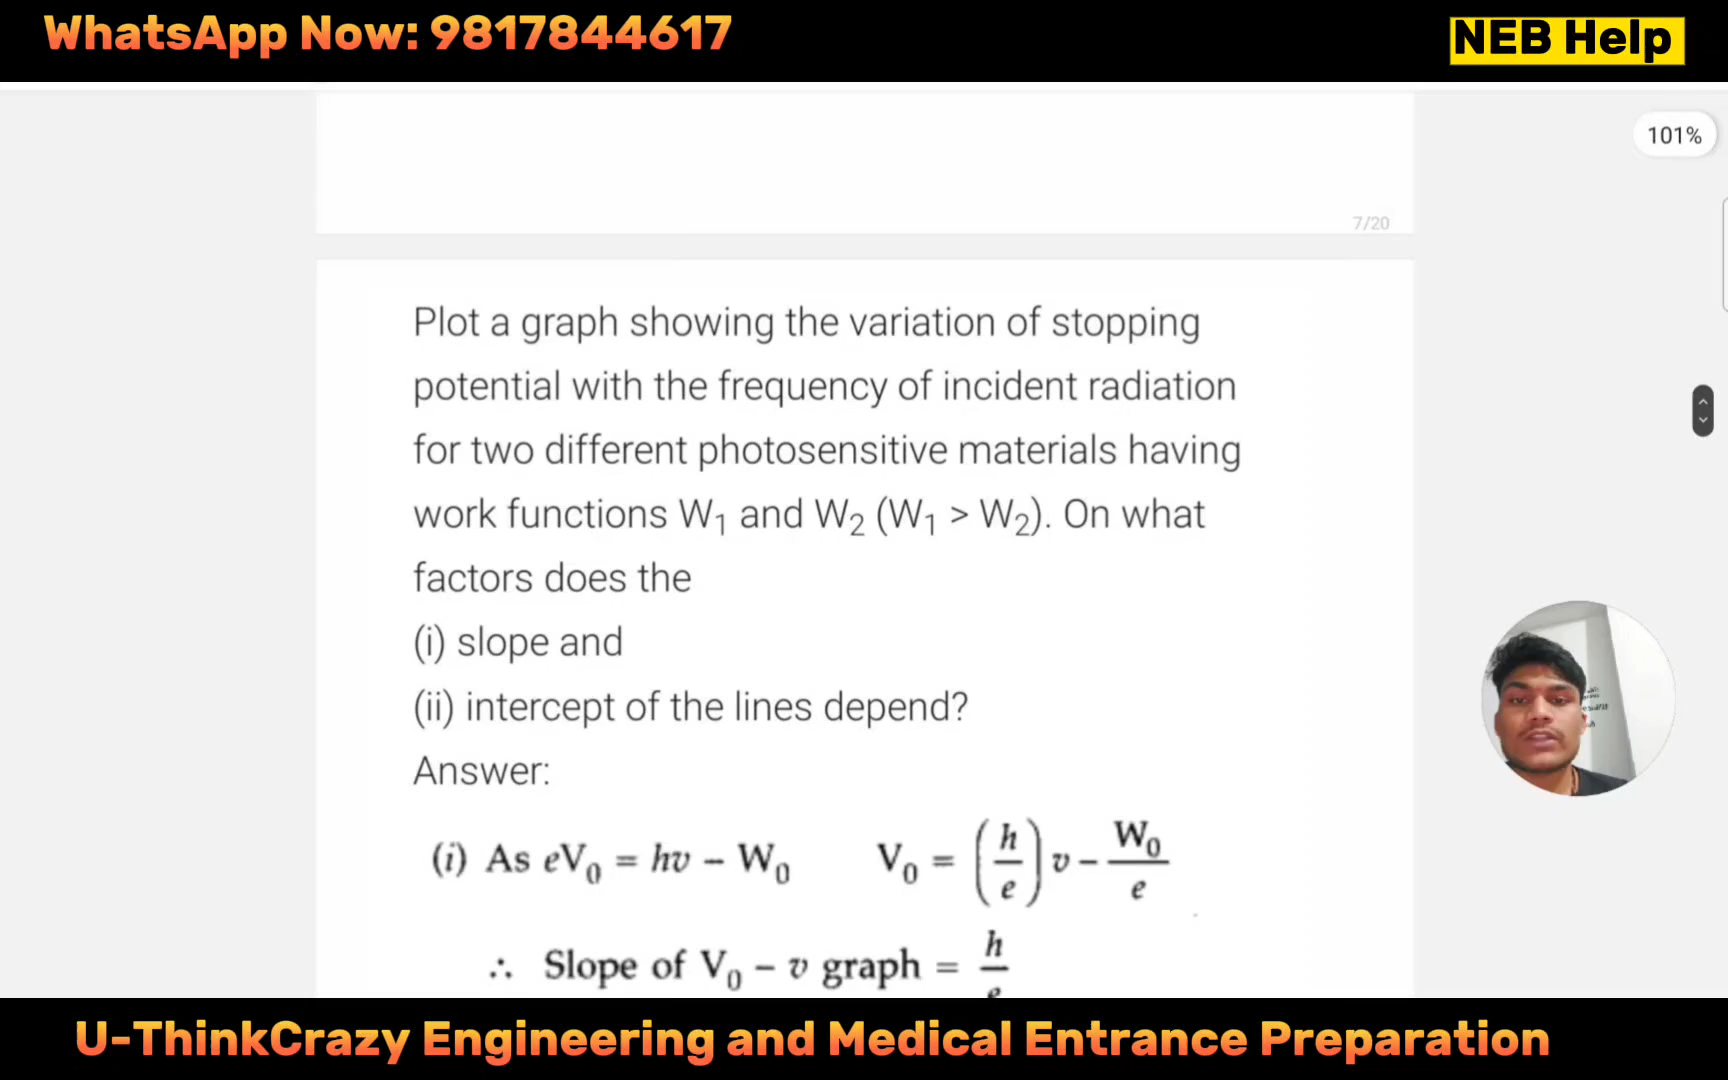 WhatsApp Now: 9817844617
NEB Help
101%
7/20
Plot a graph showing the variation of stopping
potential with the frequency of incident radiation
for two different photosensitive materials having
work functions W₁ and W₂ (W₁ > W₂). On what
factors does the
(i) slope and
(ii) intercept of the lines depend?
Answer:
(i) As eV₀ = hυ – W₀ V₀ = (h/e) υ – W₀/e
∴ Slope of V₀ – υ graph = h/e
U-ThinkCrazy Engineering and Medical Entrance Preparation